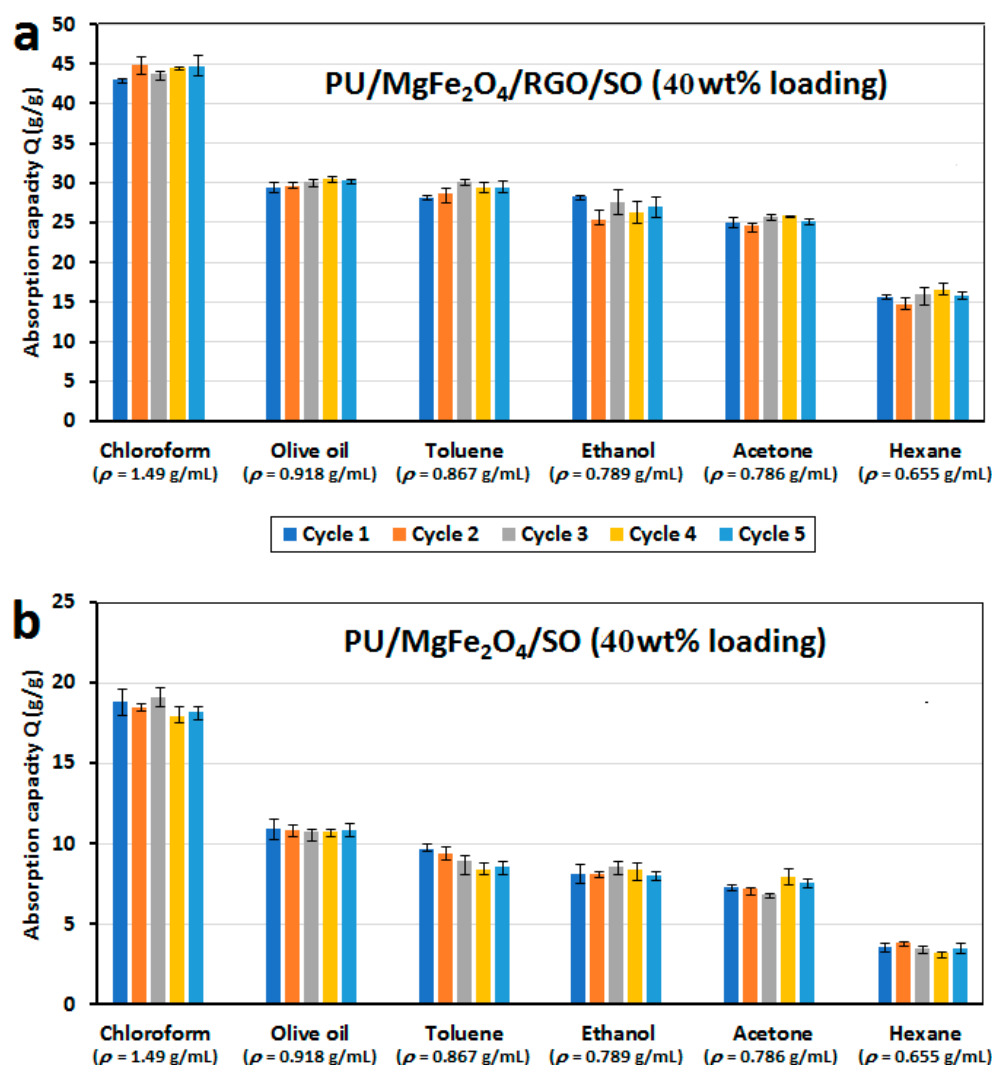 a
PU/MgFe₂O₄/RGO/SO (40 wt% loading)
Absorption capacity Q (g/g)
50
45
40
35
30
25
20
15
10
5
0
Chloroform Olive oil Toluene Ethanol Acetone Hexane
(ρ = 1.49 g/mL) (ρ = 0.918 g/mL) (ρ = 0.867 g/mL) (ρ = 0.789 g/mL) (ρ = 0.786 g/mL) (ρ = 0.655 g/mL)
Cycle 1 Cycle 2 Cycle 3 Cycle 4 Cycle 5
b
PU/MgFe₂O₄/SO (40 wt% loading)
Absorption capacity Q (g/g)
25
20
15
10
5
0
Chloroform Olive oil Toluene Ethanol Acetone Hexane
(ρ = 1.49 g/mL) (ρ = 0.918 g/mL) (ρ = 0.867 g/mL) (ρ = 0.789 g/mL) (ρ = 0.786 g/mL) (ρ = 0.655 g/mL)